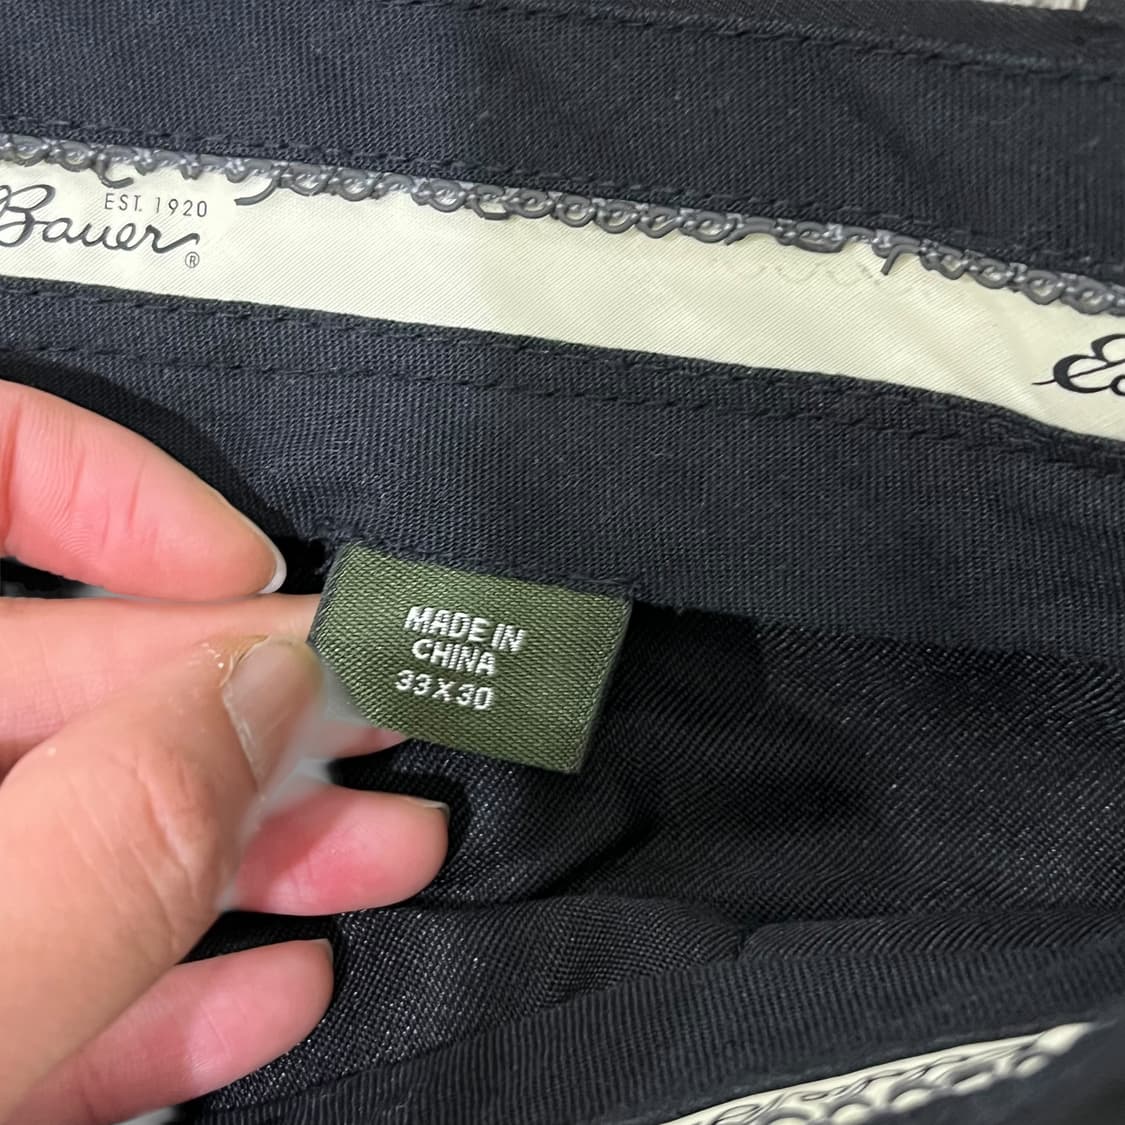 EST. 1920
Bauer®
MADE IN
CHINA
33X30